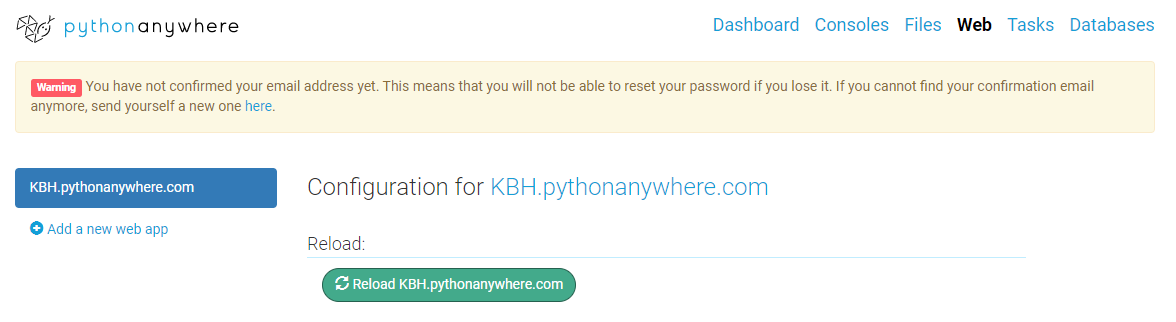 pythonanywhere
Dashboard Consoles Files Web Tasks Databases
Warning You have not confirmed your email address yet. This means that you will not be able to reset your password if you lose it. If you cannot find your confirmation email
anymore, send yourself a new one here.
KBH.pythonanywhere.com
Add a new web app
Configuration for KBH.pythonanywhere.com
Reload:
Reload KBH.pythonanywhere.com